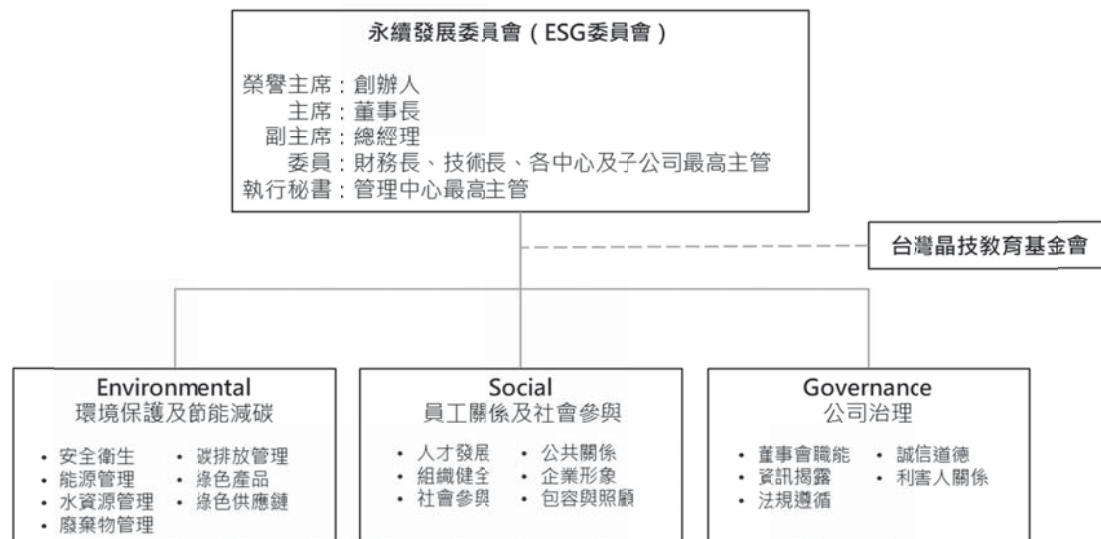 永續發展委員會（ESG委員會）
榮譽主席：創辦人
主席：董事長
副主席：總經理
委員：財務長、技術長、各中心及子公司最高主管
執行秘書：管理中心最高主管
台灣晶技教育基金會
Environmental
環境保護及節能減碳
• 安全衛生
• 能源管理
• 水資源管理
• 廢棄物管理
• 碳排放管理
• 綠色產品
• 綠色供應鏈
Social
員工關係及社會參與
• 人才發展
• 組織健全
• 社會參與
• 公共關係
• 企業形象
• 包容與照顧
Governance
公司治理
• 董事會職能
• 資訊揭露
• 法規遵循
• 誠信道德
• 利害人關係